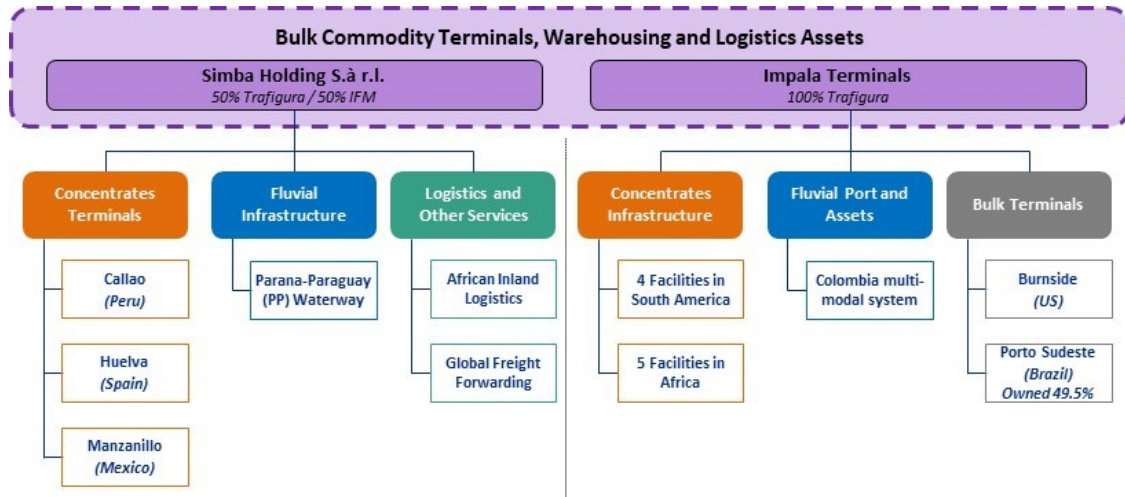 Bulk Commodity Terminals, Warehousing and Logistics Assets
Simba Holding S.à r.l.
50% Trafigura / 50% IFM
Impala Terminals
100% Trafigura
Concentrates
Terminals
Fluvial
Infrastructure
Logistics and
Other Services
Concentrates
Infrastructure
Fluvial Port and
Assets
Bulk Terminals
Callao
(Peru)
Parana-Paraguay
(PP) Waterway
African Inland
Logistics
4 Facilities in
South America
Colombia multi-
modal system
Burnside
(US)
Huelva
(Spain)
Global Freight
Forwarding
5 Facilities in
Africa
Porto Sudeste
(Brazil)
Owned 49.5%
Manzanillo
(Mexico)